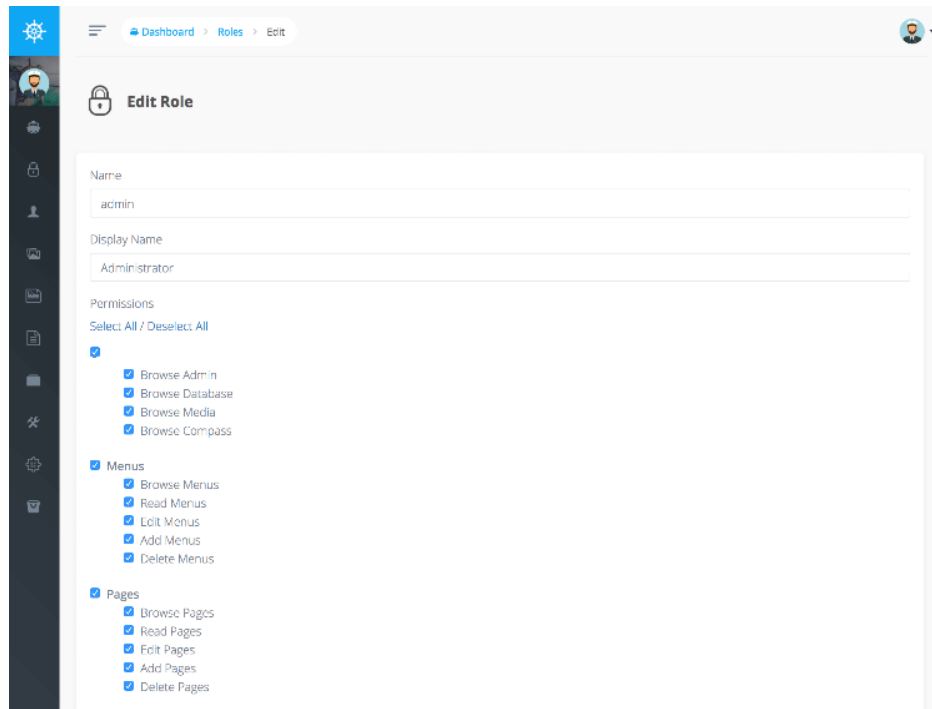 Dashboard > Roles > Edit
Edit Role
Name
admin
Display Name
Administrator
Permissions
Select All / Deselect All
Browse Admin
Browse Database
Browse Media
Browse Compass
Menus
Browse Menus
Read Menus
Edit Menus
Add Menus
Delete Menus
Pages
Browse Pages
Read Pages
Edit Pages
Add Pages
Delete Pages